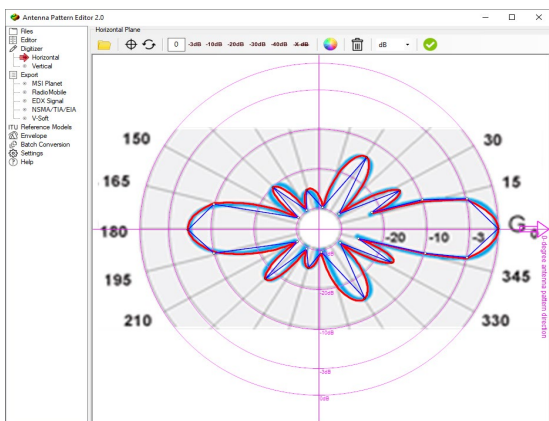 Antenna Pattern Editor 2.0
Files
Editor
Digitizer
Horizontal
Vertical
Export
MSI Planet
RadioMobile
EDX Signal
NSMA/TIA/EIA
V-Soft
ITU Reference Models
Envelope
Batch Conversion
Settings
Help
Horizontal Plane
0 -3dB -10dB -20dB -30dB -40dB -X dB dB
150 30
165 15
180 -20 -10 -3 0
195 345
210 330
-20dB
-10dB
-3dB
0dB
0 degree antenna pattern direction